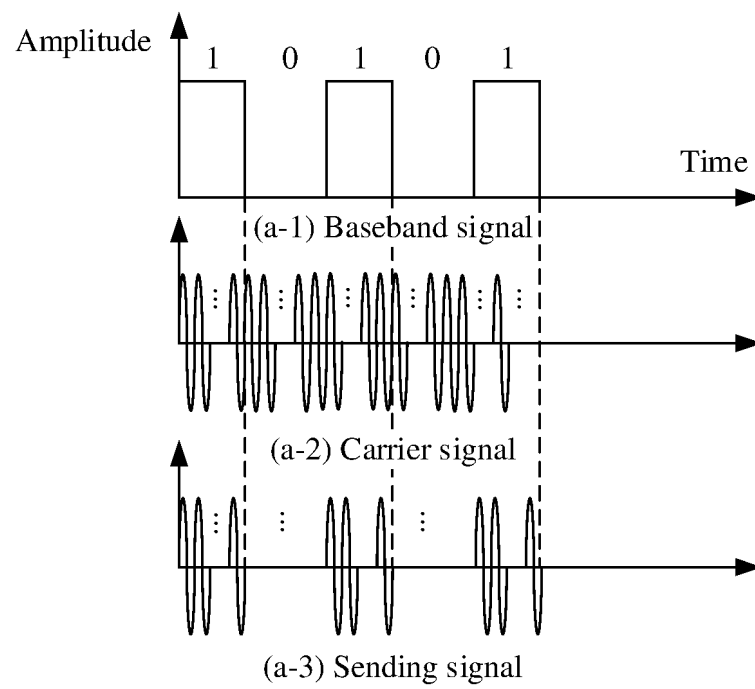 Amplitude
1 0 1 0 1
Time
(a-1) Baseband signal
(a-2) Carrier signal
(a-3) Sending signal